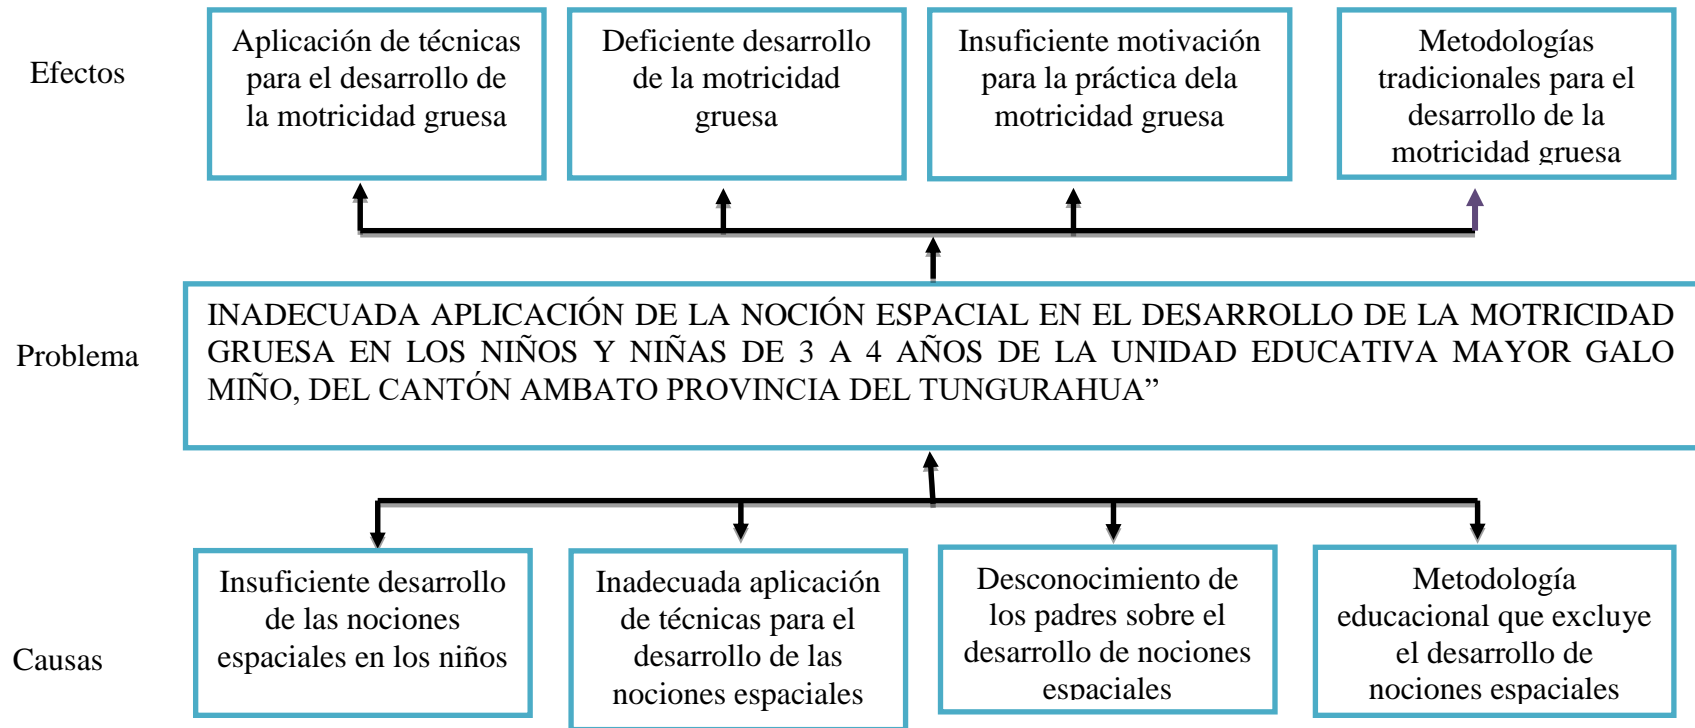 Efectos
Aplicación de técnicas
para el desarrollo de
la motricidad gruesa
Deficiente desarrollo
de la motricidad
gruesa
Insuficiente motivación
para la práctica dela
motricidad gruesa
Metodologías
tradicionales para el
desarrollo de la
motricidad gruesa
Problema
INADECUADA APLICACIÓN DE LA NOCIÓN ESPACIAL EN EL DESARROLLO DE LA MOTRICIDAD
GRUESA EN LOS NIÑOS Y NIÑAS DE 3 A 4 AÑOS DE LA UNIDAD EDUCATIVA MAYOR GALO
MIÑO, DEL CANTÓN AMBATO PROVINCIA DEL TUNGURAHUA”
Causas
Insuficiente desarrollo
de las nociones
espaciales en los niños
Inadecuada aplicación
de técnicas para el
desarrollo de las
nociones espaciales
Desconocimiento de
los padres sobre el
desarrollo de nociones
espaciales
Metodología
educacional que excluye
el desarrollo de
nociones espaciales